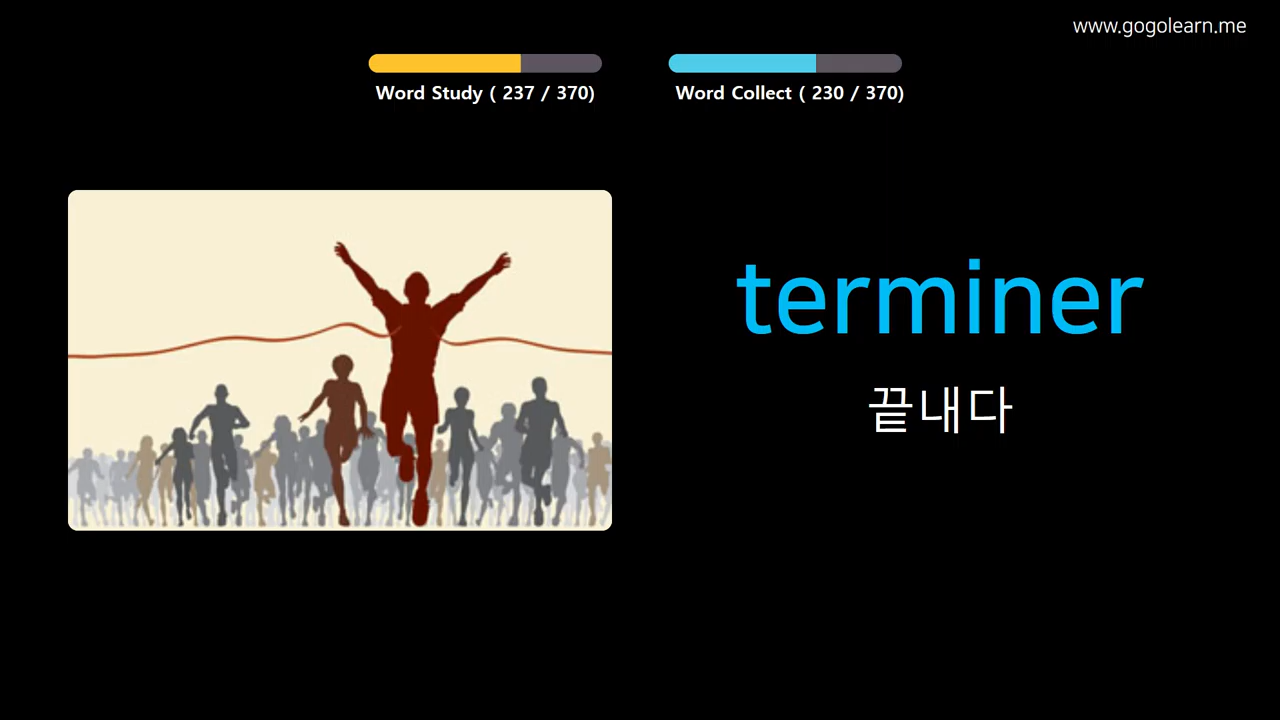 www.gogolearn.me
Word Study ( 237 / 370)
Word Collect ( 230 / 370)
terminer
끝내다